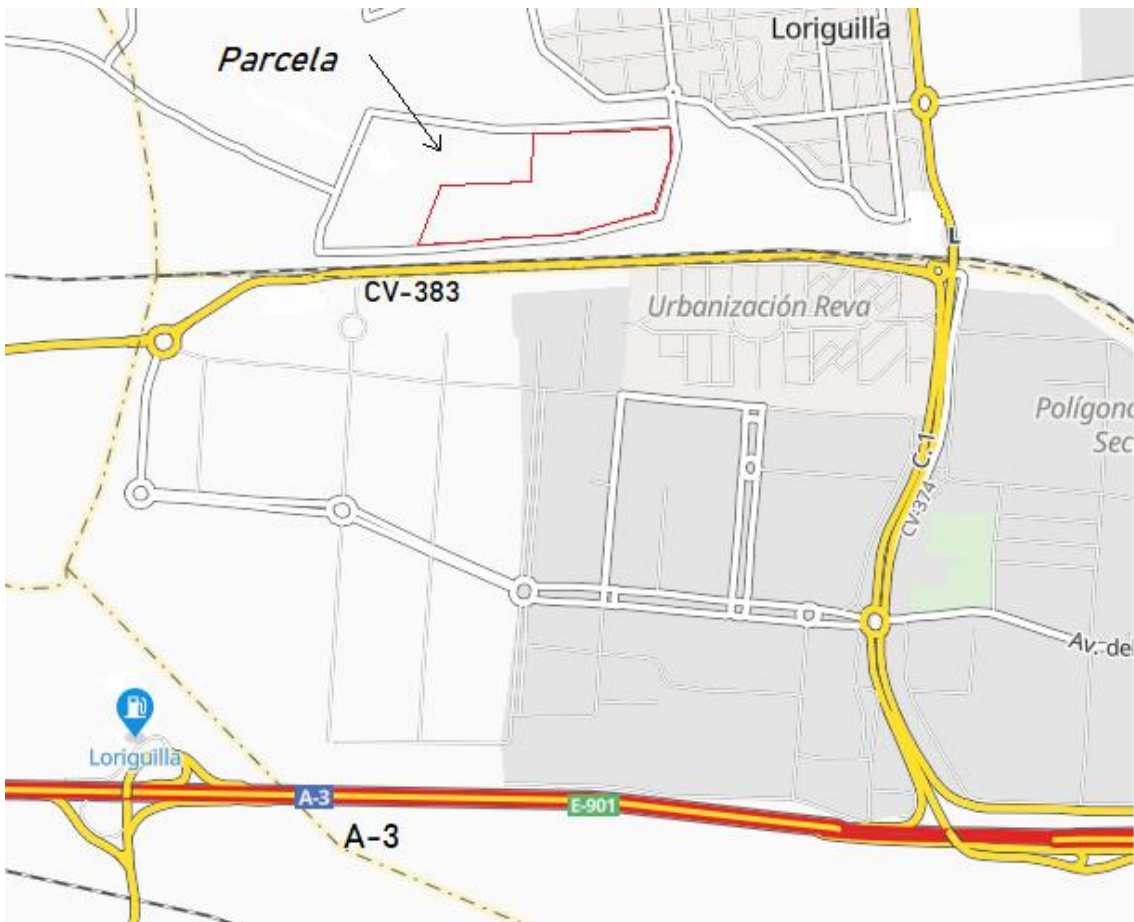 Loriguilla
Parcela
L
CV-383
Urbanización Reva
Polígono
Sec
C. 1
CV-374
Av. del
Loriguilla
A-3
E-901
A-3